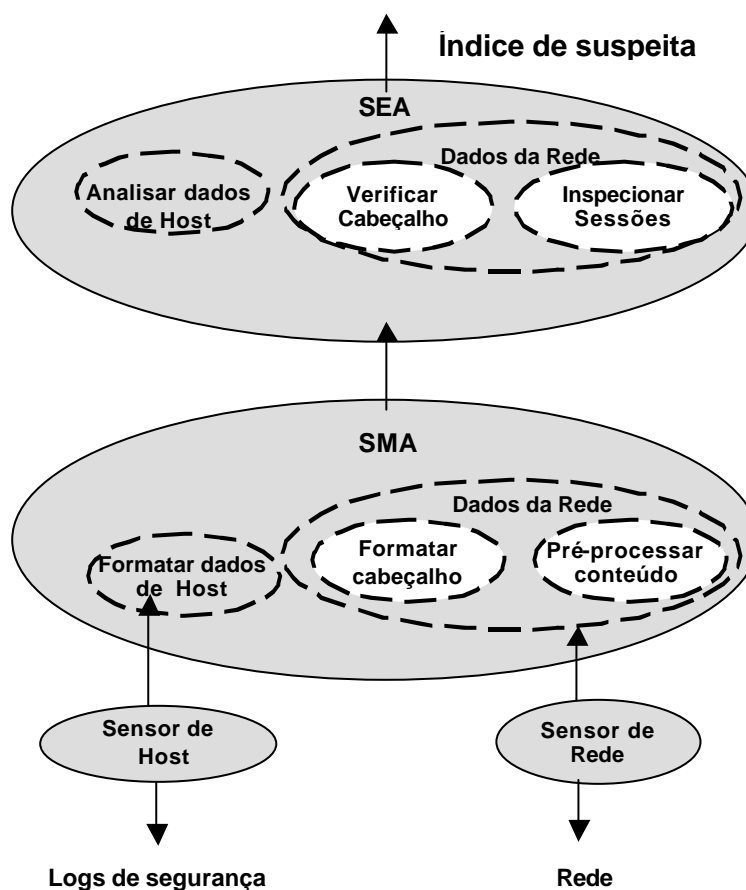 Índice de suspeita
SEA
Dados da Rede
Analisar dados
de Host
Verificar
Cabeçalho
Inspecionar
Sessões
SMA
Dados da Rede
Formatar dados
de Host
Formatar
cabeçalho
Pré-processar
conteúdo
Sensor de
Host
Sensor de
Rede
Logs de segurança
Rede